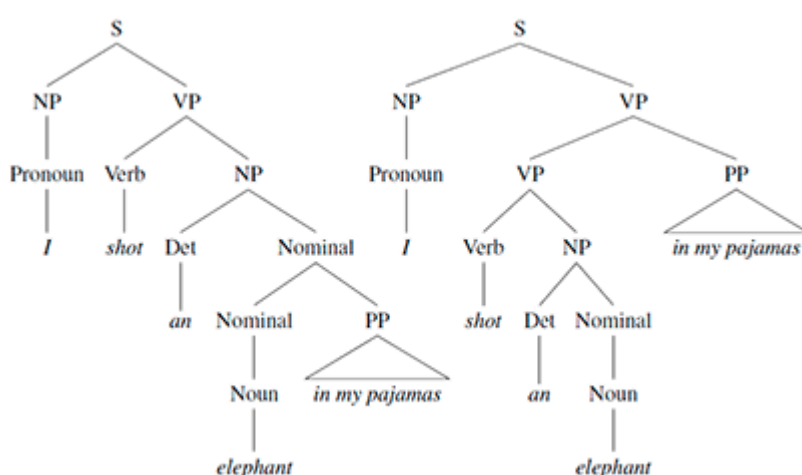 S S
NP VP NP VP
Pronoun Verb NP Pronoun VP PP
I shot Det Nominal I Verb NP in my pajamas
an Nominal PP shot Det Nominal
Noun in my pajamas an Noun
elephant elephant